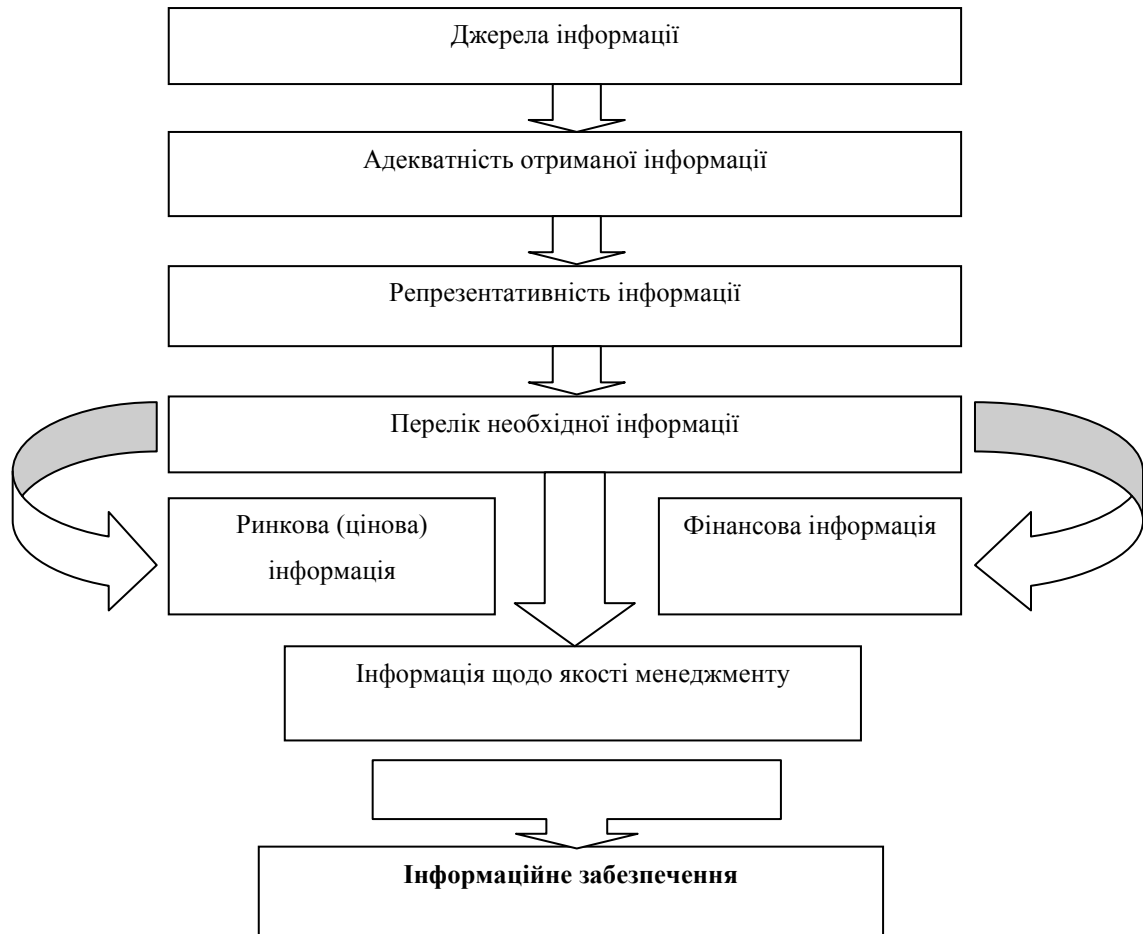 Джерела інформації
Адекватність отриманої інформації
Репрезентативність інформації
Перелік необхідної інформації
Ринкова (цінова)
інформація
Фінансова інформація
Інформація щодо якості менеджменту
Інформаційне забезпечення